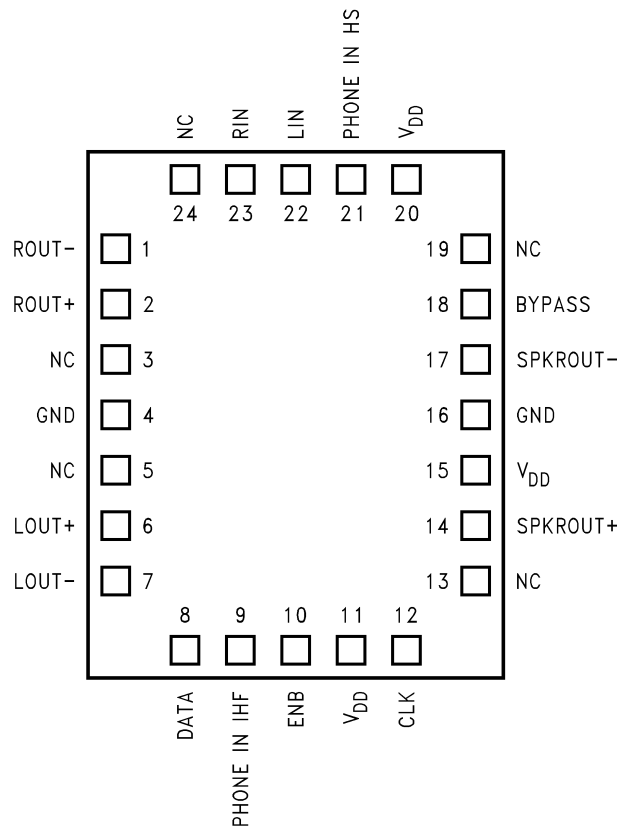 NC
RIN
LIN
PHONE IN HS
VDD
24
23
22
21
20
ROUT- 1
19 NC
ROUT+ 2
18 BYPASS
NC 3
17 SPKROUT-
GND 4
16 GND
NC 5
15 VDD
LOUT+ 6
14 SPKROUT+
LOUT- 7
13 NC
8
9
10
11
12
DATA
PHONE IN IHF
ENB
VDD
CLK